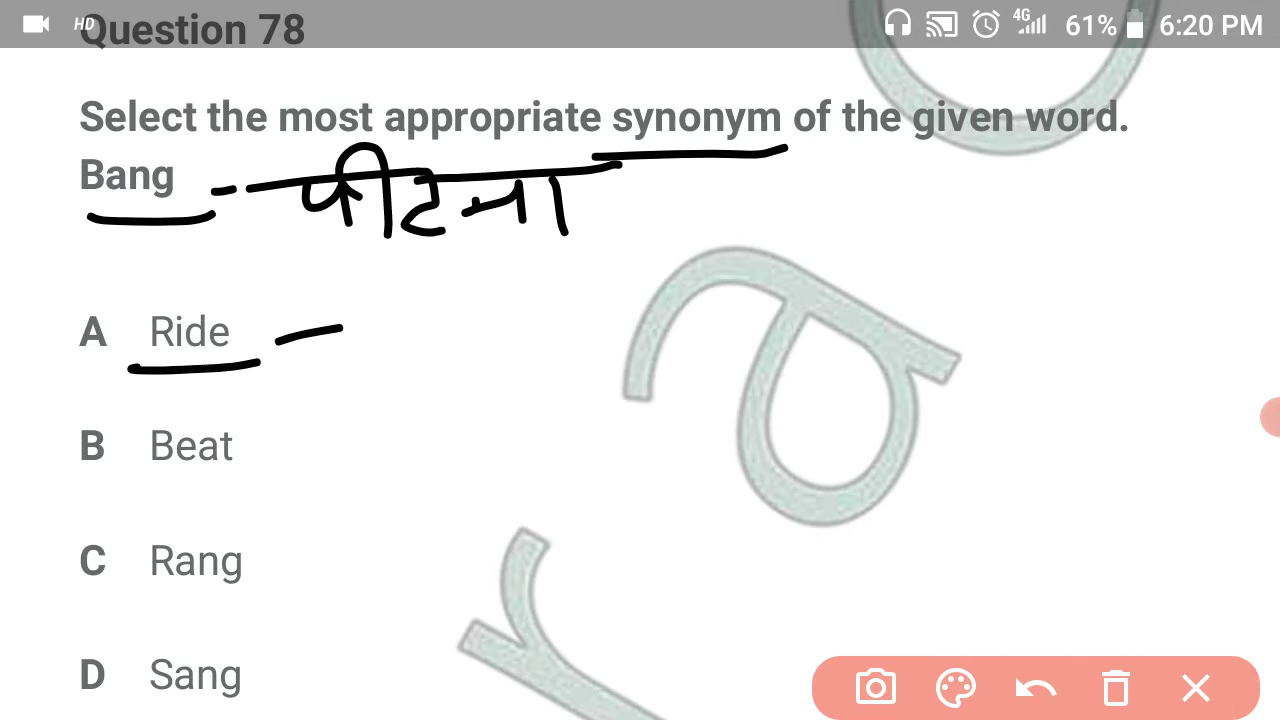 HD 4G 61% 6:20 PM
Question 78
Select the most appropriate synonym of the given word.
Bang - पीटना
A Ride -
B Beat
C Rang
D Sang